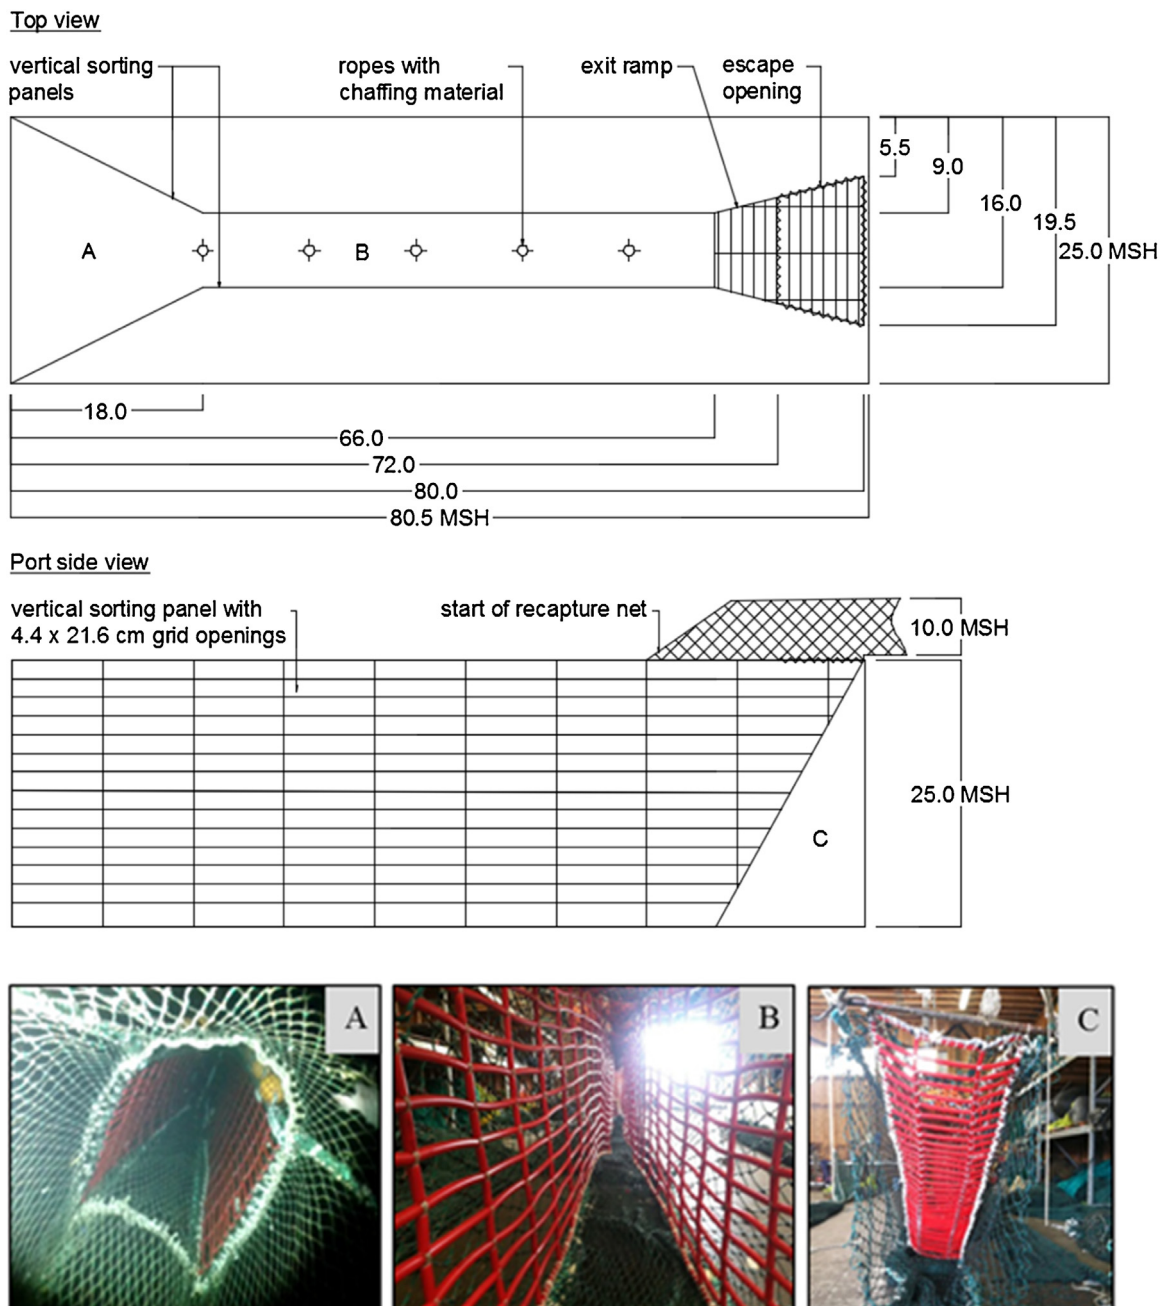 Top view
vertical sorting panels
ropes with chaffing material
exit ramp
escape opening
5.5
9.0
16.0
19.5
25.0 MSH
A
B
18.0
66.0
72.0
80.0
80.5 MSH
Port side view
vertical sorting panel with
4.4 x 21.6 cm grid openings
start of recapture net
10.0 MSH
25.0 MSH
C
A
B
C